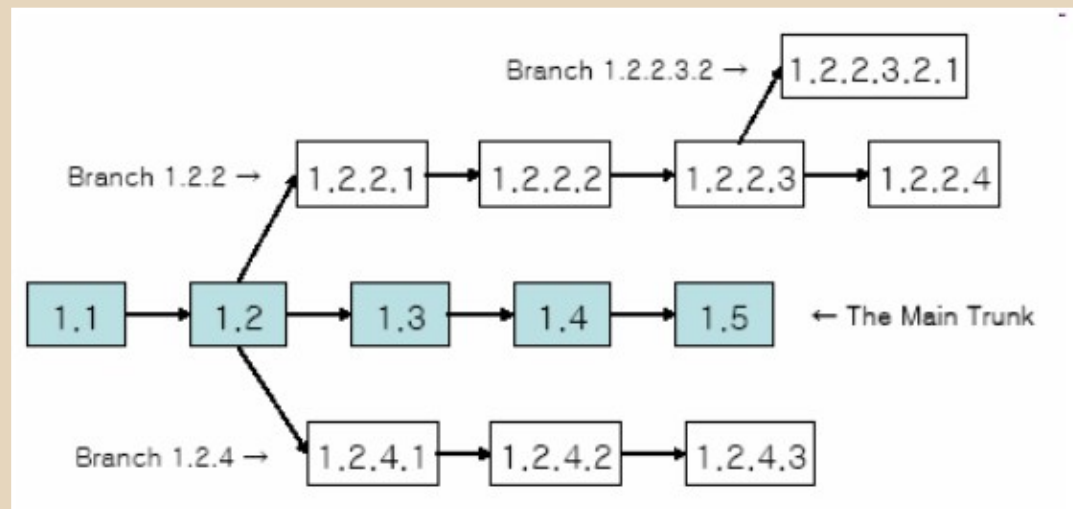 Branch 1.2.2.3.2 → 1.2.2.3.2.1
Branch 1.2.2 → 1.2.2.1 1.2.2.2 1.2.2.3 1.2.2.4
1.1 1.2 1.3 1.4 1.5 ← The Main Trunk
Branch 1.2.4 → 1.2.4.1 1.2.4.2 1.2.4.3